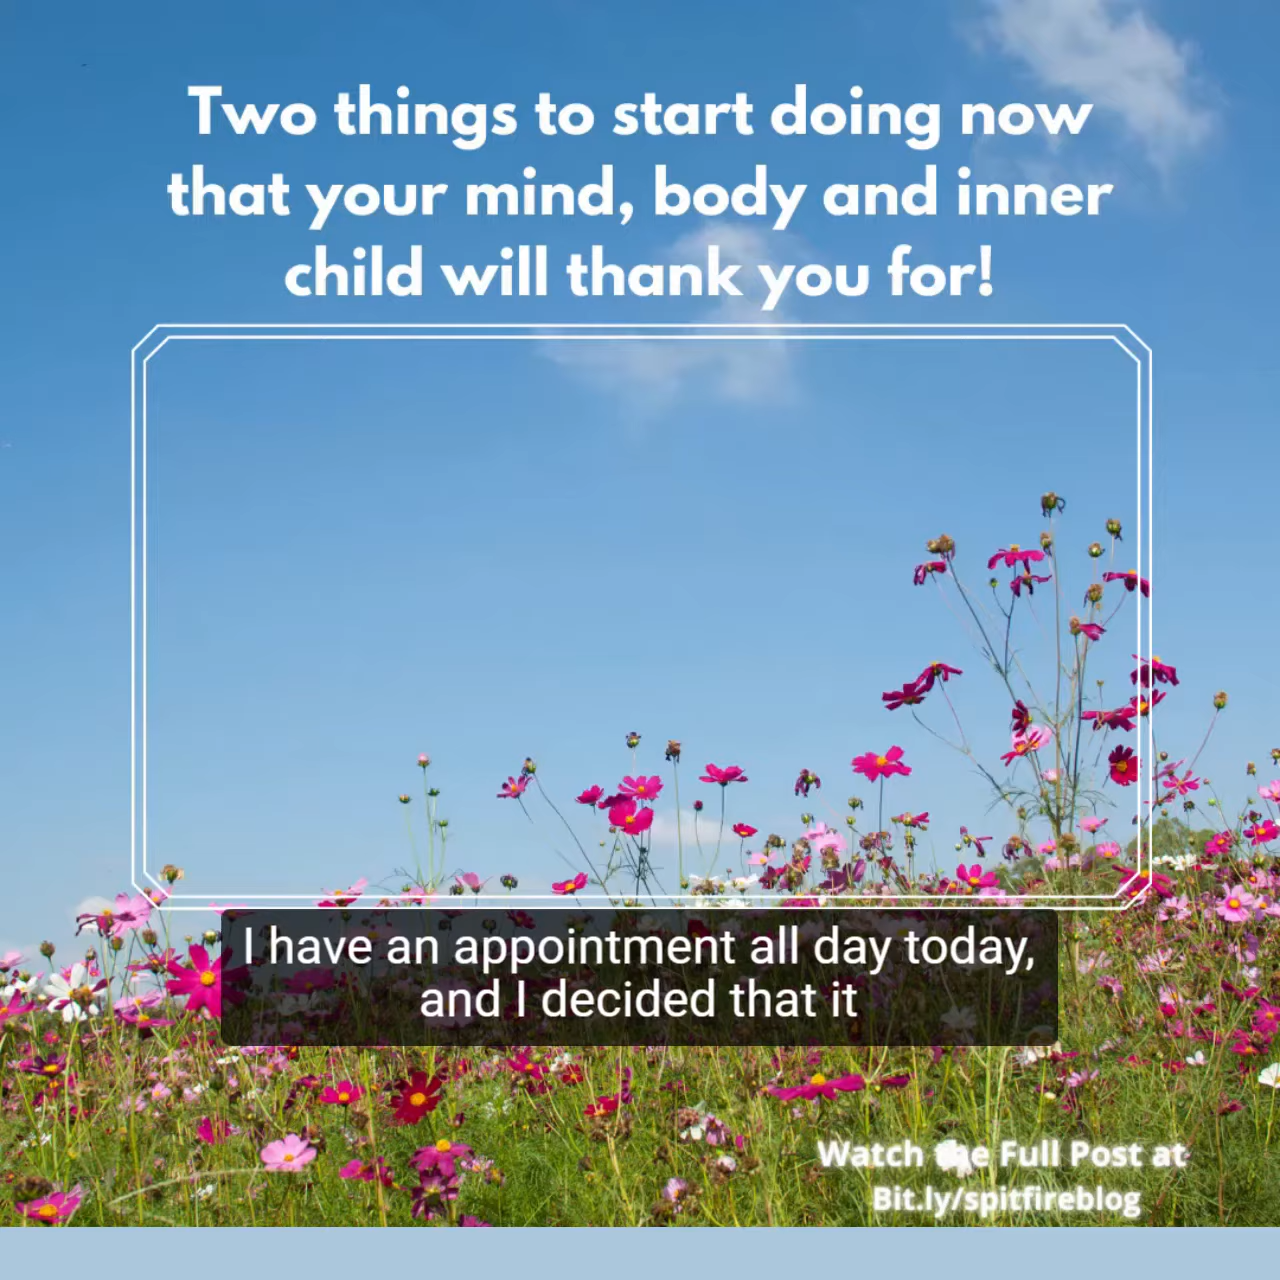 Two things to start doing now
that your mind, body and inner
child will thank you for!
I have an appointment all day today,
and I decided that it
Watch the Full Post at
Bit.ly/spitfireblog